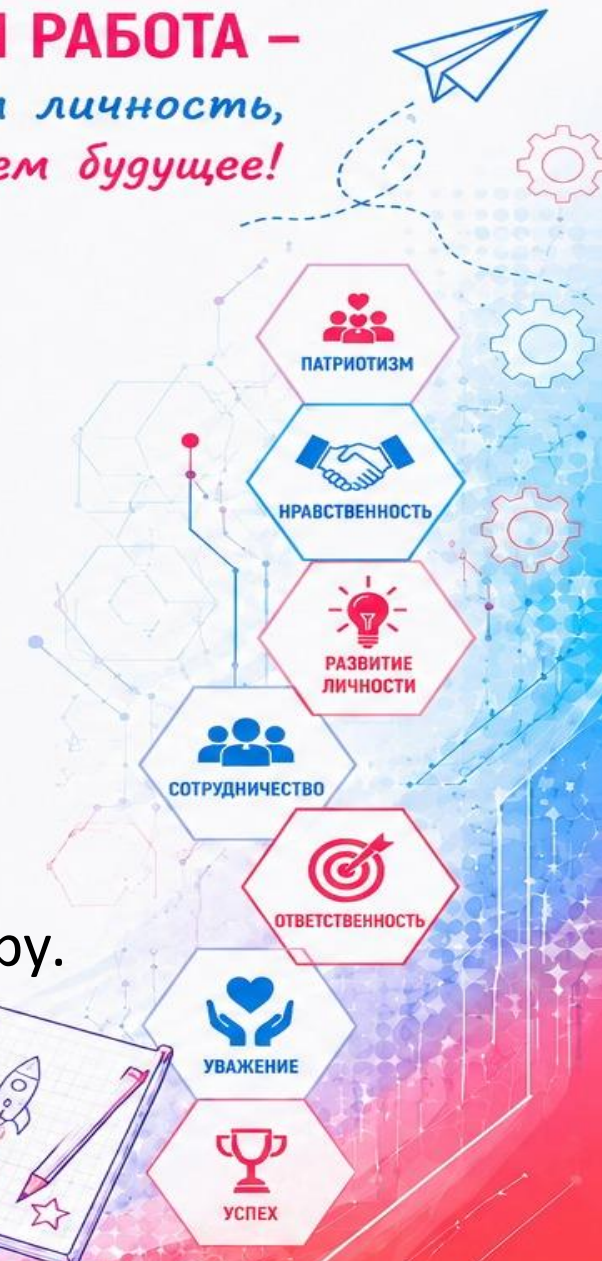 РАБОТА –
личность,
будущее!
ПАТРИОТИЗМ
НРАВСТВЕННОСТЬ
РАЗВИТИЕ
ЛИЧНОСТИ
СОТРУДНИЧЕСТВО
ОТВЕТСТВЕННОСТЬ
УВАЖЕНИЕ
УСПЕХ